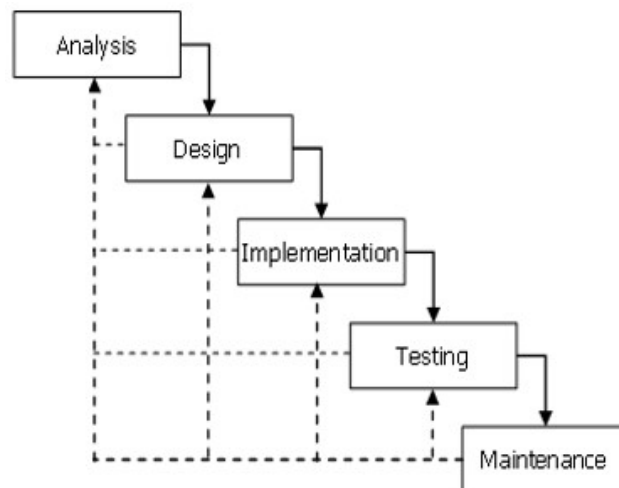 Analysis
Design
Implementation
Testing
Maintenance